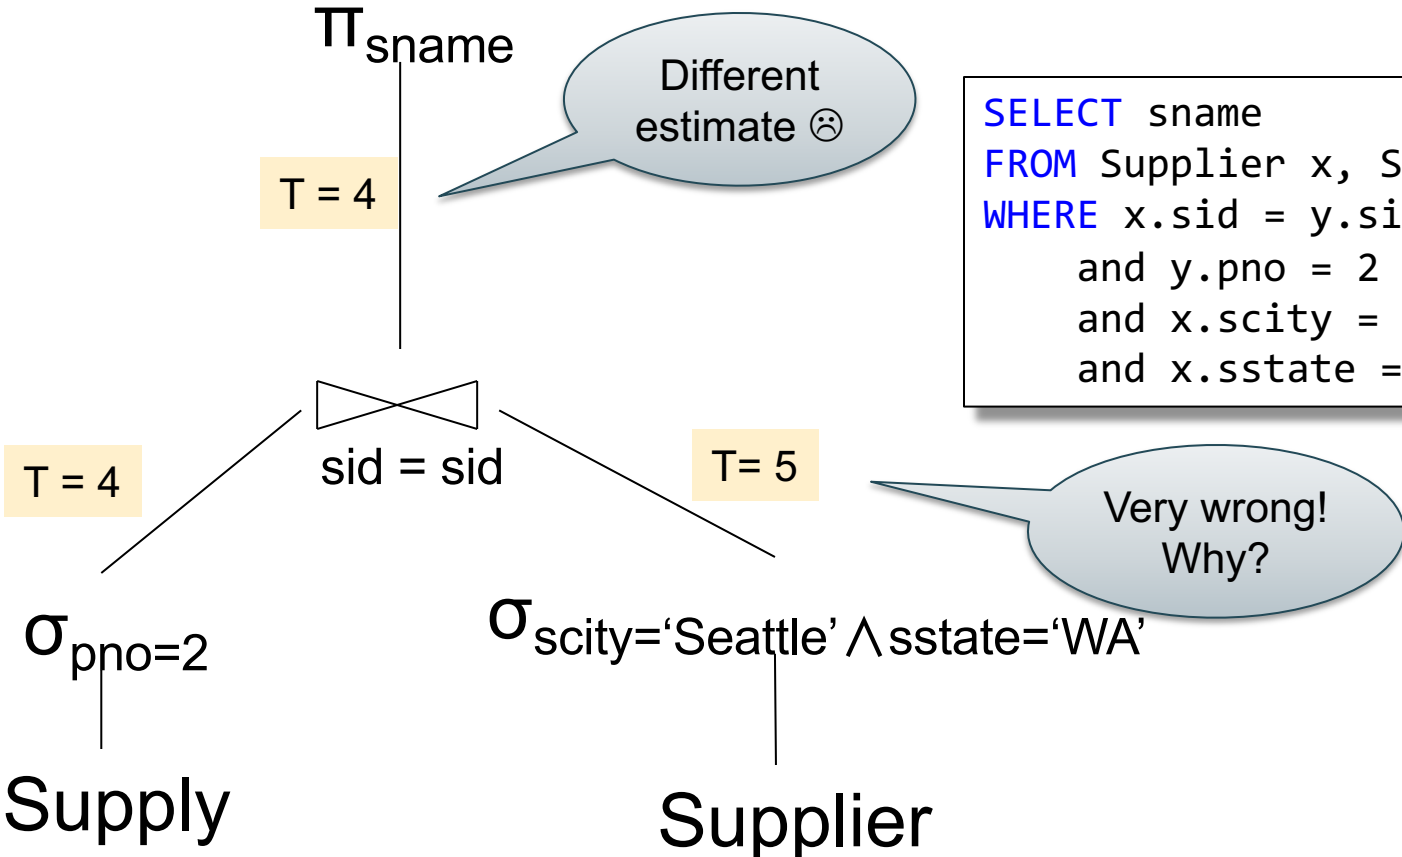 πsname
Different
estimate ☹
T = 4
SELECT sname
FROM Supplier x, S
WHERE x.sid = y.si
and y.pno = 2
and x.scity =
and x.sstate =
sid = sid
T = 4
T= 5
Very wrong!
Why?
σpno=2
σscity=‘Seattle’ ∧ sstate=‘WA’
Supply
Supplier